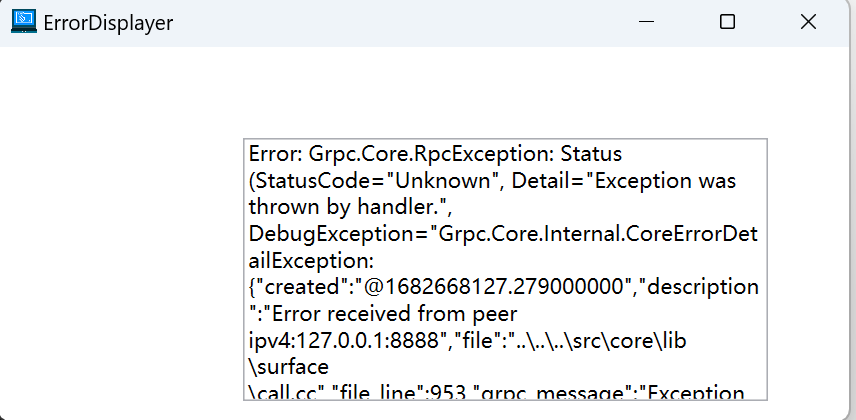 ErrorDisplayer
Error: Grpc.Core.RpcException: Status
(StatusCode="Unknown", Detail="Exception was
thrown by handler.",
DebugException="Grpc.Core.Internal.CoreErrorDet
ailException:
{"created":"@1682668127.279000000","description
":"Error received from peer
ipv4:127.0.0.1:8888","file":"..\..\..\src\core\lib
\surface
\call.cc","file_line":953,"grpc_message":"Exception